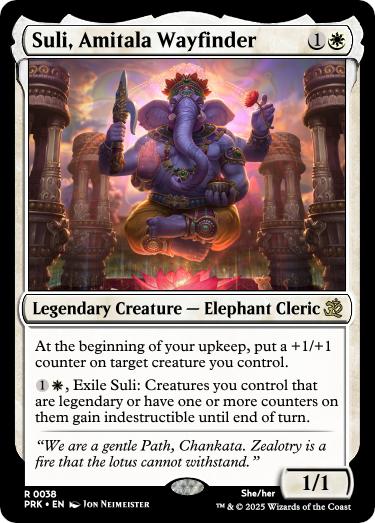 Suli, Amitala Wayfinder 1
Legendary Creature — Elephant Cleric
At the beginning of your upkeep, put a +1/+1
counter on target creature you control.
1 , Exile Suli: Creatures you control that
are legendary or have one or more counters on
them gain indestructible until end of turn.
“We are a gentle Path, Chankata. Zealotry is a
fire that the lotus cannot withstand.”
1/1
R 0038
PRK • EN Jon Neimeister
She/her
™ & © 2025 Wizards of the Coast